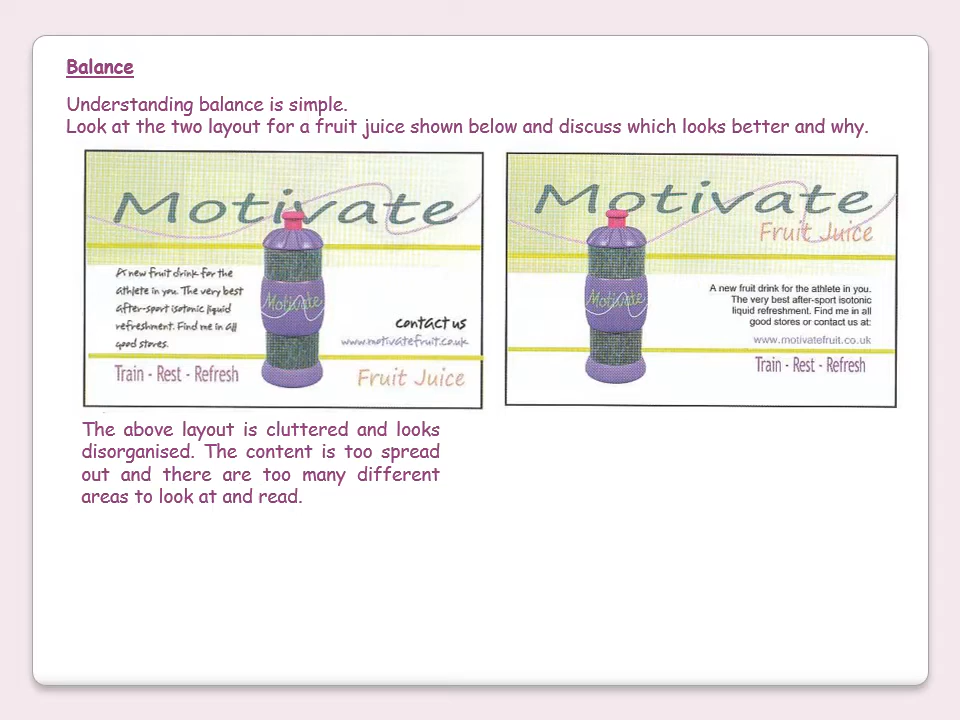 Balance
Understanding balance is simple.
Look at the two layout for a fruit juice shown below and discuss which looks better and why.
Motivate
A new fruit drink for the
athlete in you. The very best
after-sport isotonic liquid
refreshment. Find me in all
good stores.
Motivate
contact us
www.motivatefruit.co.uk
Train - Rest - Refresh
Fruit Juice
Motivate
Fruit Juice
Motivate
A new fruit drink for the athlete in you.
The very best after-sport isotonic
liquid refreshment. Find me in all
good stores or contact us at:
www.motivatefruit.co.uk
Train - Rest - Refresh
The above layout is cluttered and looks
disorganised. The content is too spread
out and there are too many different
areas to look at and read.